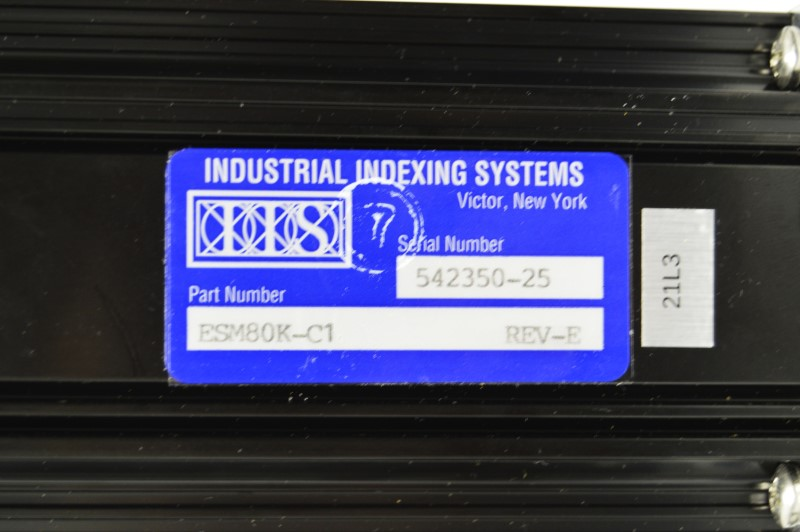 INDUSTRIAL INDEXING SYSTEMS
Victor, New York
IIS
Serial Number
542350-25
Part Number
ESM80K-C1 REV-E
21L3